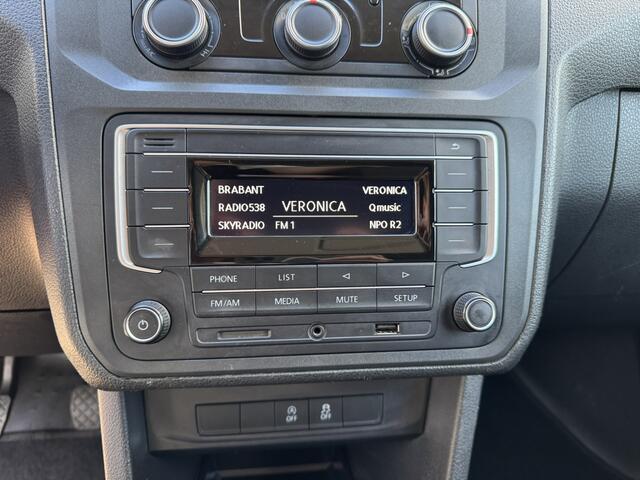 BRABANT VERONICA
RADIO538 VERONICA Qmusic
SKYRADIO FM 1 NPO R2
PHONE LIST
FM/AM MEDIA MUTE SETUP
OFF OFF